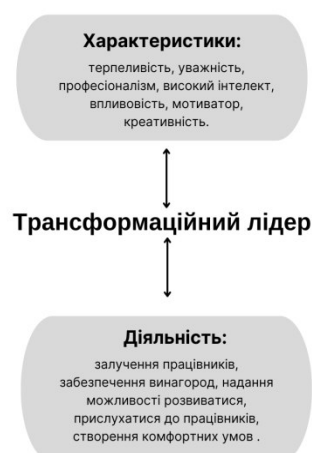 Характеристики:
терпеливість, уважність,
професіоналізм, високий інтелект,
впливовість, мотиватор,
креативність.
Трансформаційний лідер
Діяльність:
залучення працівників,
забезпечення винагород, надання
можливості розвиватися,
прислухатися до працівників,
створення комфортних умов .